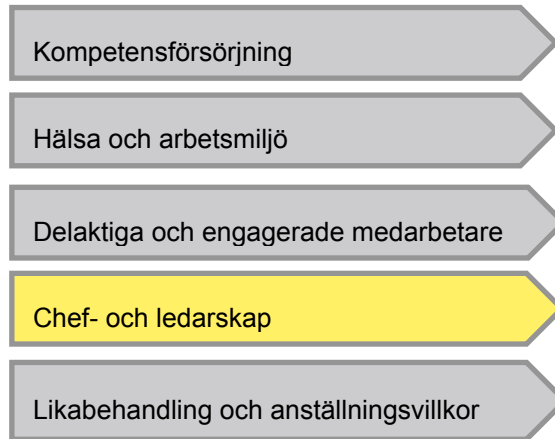 Kompetensförsörjning
Hälsa och arbetsmiljö
Delaktiga och engagerade medarbetare
Chef- och ledarskap
Likabehandling och anställningsvillkor